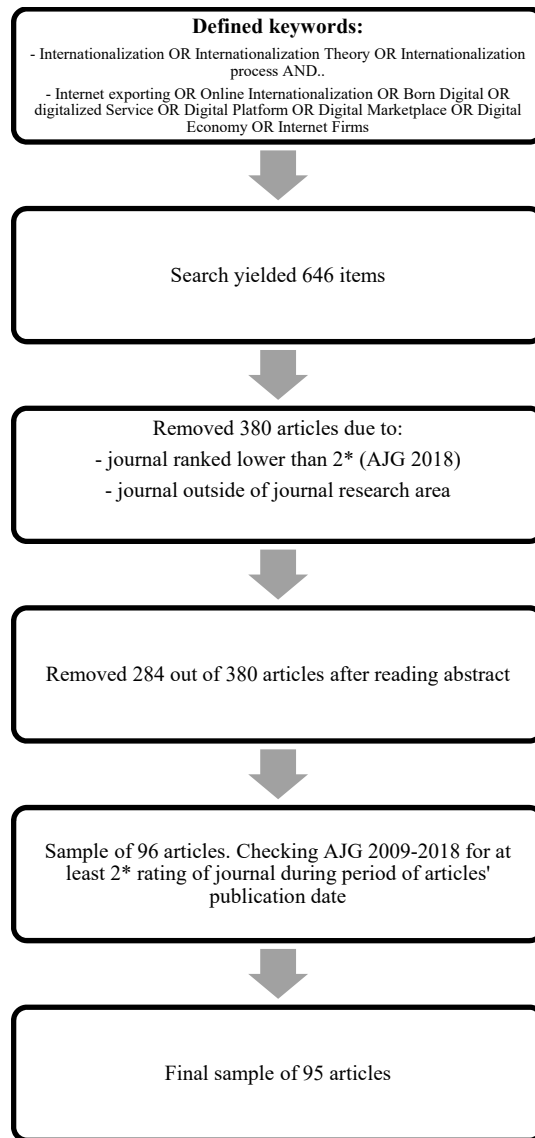 Defined keywords:
- Internationalization OR Internationalization Theory OR Internationalization
process AND..
- Internet exporting OR Online Internationalization OR Born Digital OR
digitalized Service OR Digital Platform OR Digital Marketplace OR Digital
Economy OR Internet Firms
Search yielded 646 items
Removed 380 articles due to:
- journal ranked lower than 2* (AJG 2018)
- journal outside of journal research area
Removed 284 out of 380 articles after reading abstract
Sample of 96 articles. Checking AJG 2009-2018 for at
least 2* rating of journal during period of articles'
publication date
Final sample of 95 articles